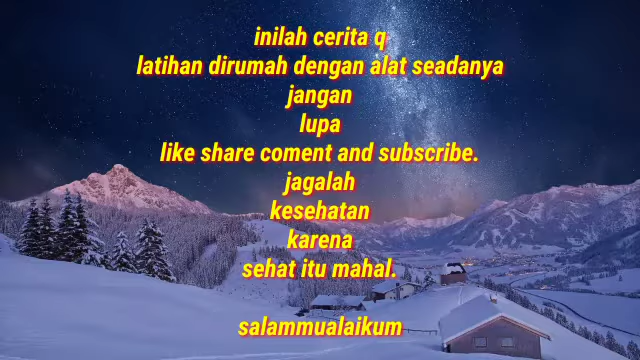 inilah cerita q
latihan dirumah dengan alat seadanya
jangan
lupa
like share coment and subscribe.
jagalah
kesehatan
karena
sehat itu mahal.
salammualaikum